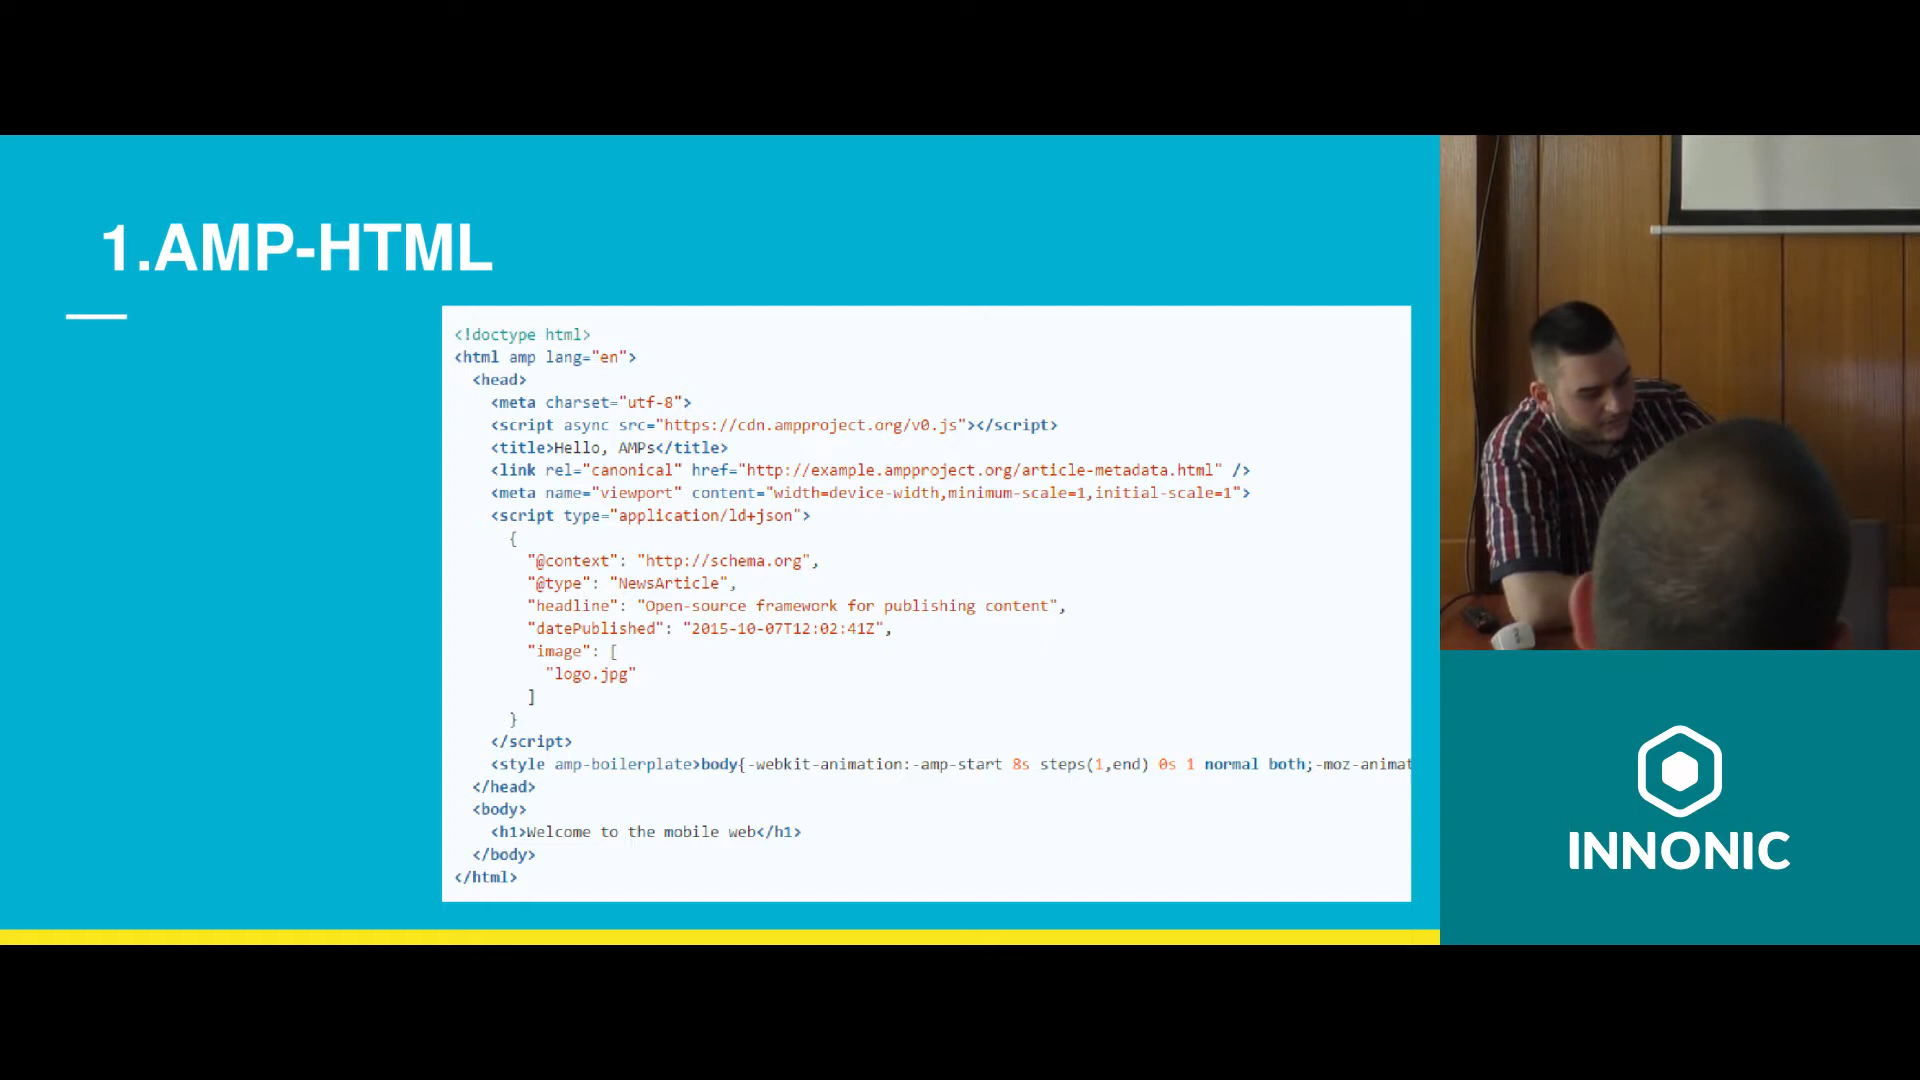 1.AMP-HTML
<!doctype html>
<html amp lang="en">
<head>
<meta charset="utf-8">
<script async src="https://cdn.ampproject.org/v0.js"></script>
<title>Hello, AMPs</title>
<link rel="canonical" href="http://example.ampproject.org/article-metadata.html" />
<meta name="viewport" content="width=device-width,minimum-scale=1,initial-scale=1">
<script type="application/ld+json">
{
"@context": "http://schema.org",
"@type": "NewsArticle",
"headline": "Open-source framework for publishing content",
"datePublished": "2015-10-07T12:02:41Z",
"image": [
"logo.jpg"
]
}
</script>
<style amp-boilerplate>body{-webkit-animation:-amp-start 8s steps(1,end) 0s 1 normal both;-moz-animat
</head>
<body>
<h1>Welcome to the mobile web</h1>
</body>
</html>
INNONIC